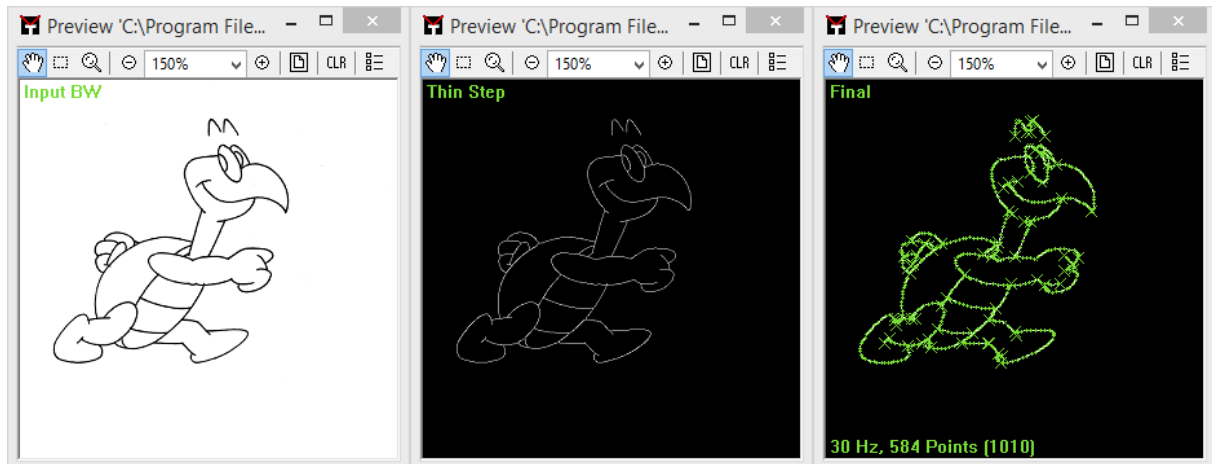 Preview 'C:\Program File...
150%
CLR
Input BW
Preview 'C:\Program File...
150%
CLR
Thin Step
Preview 'C:\Program File...
150%
CLR
Final
30 Hz, 584 Points (1010)